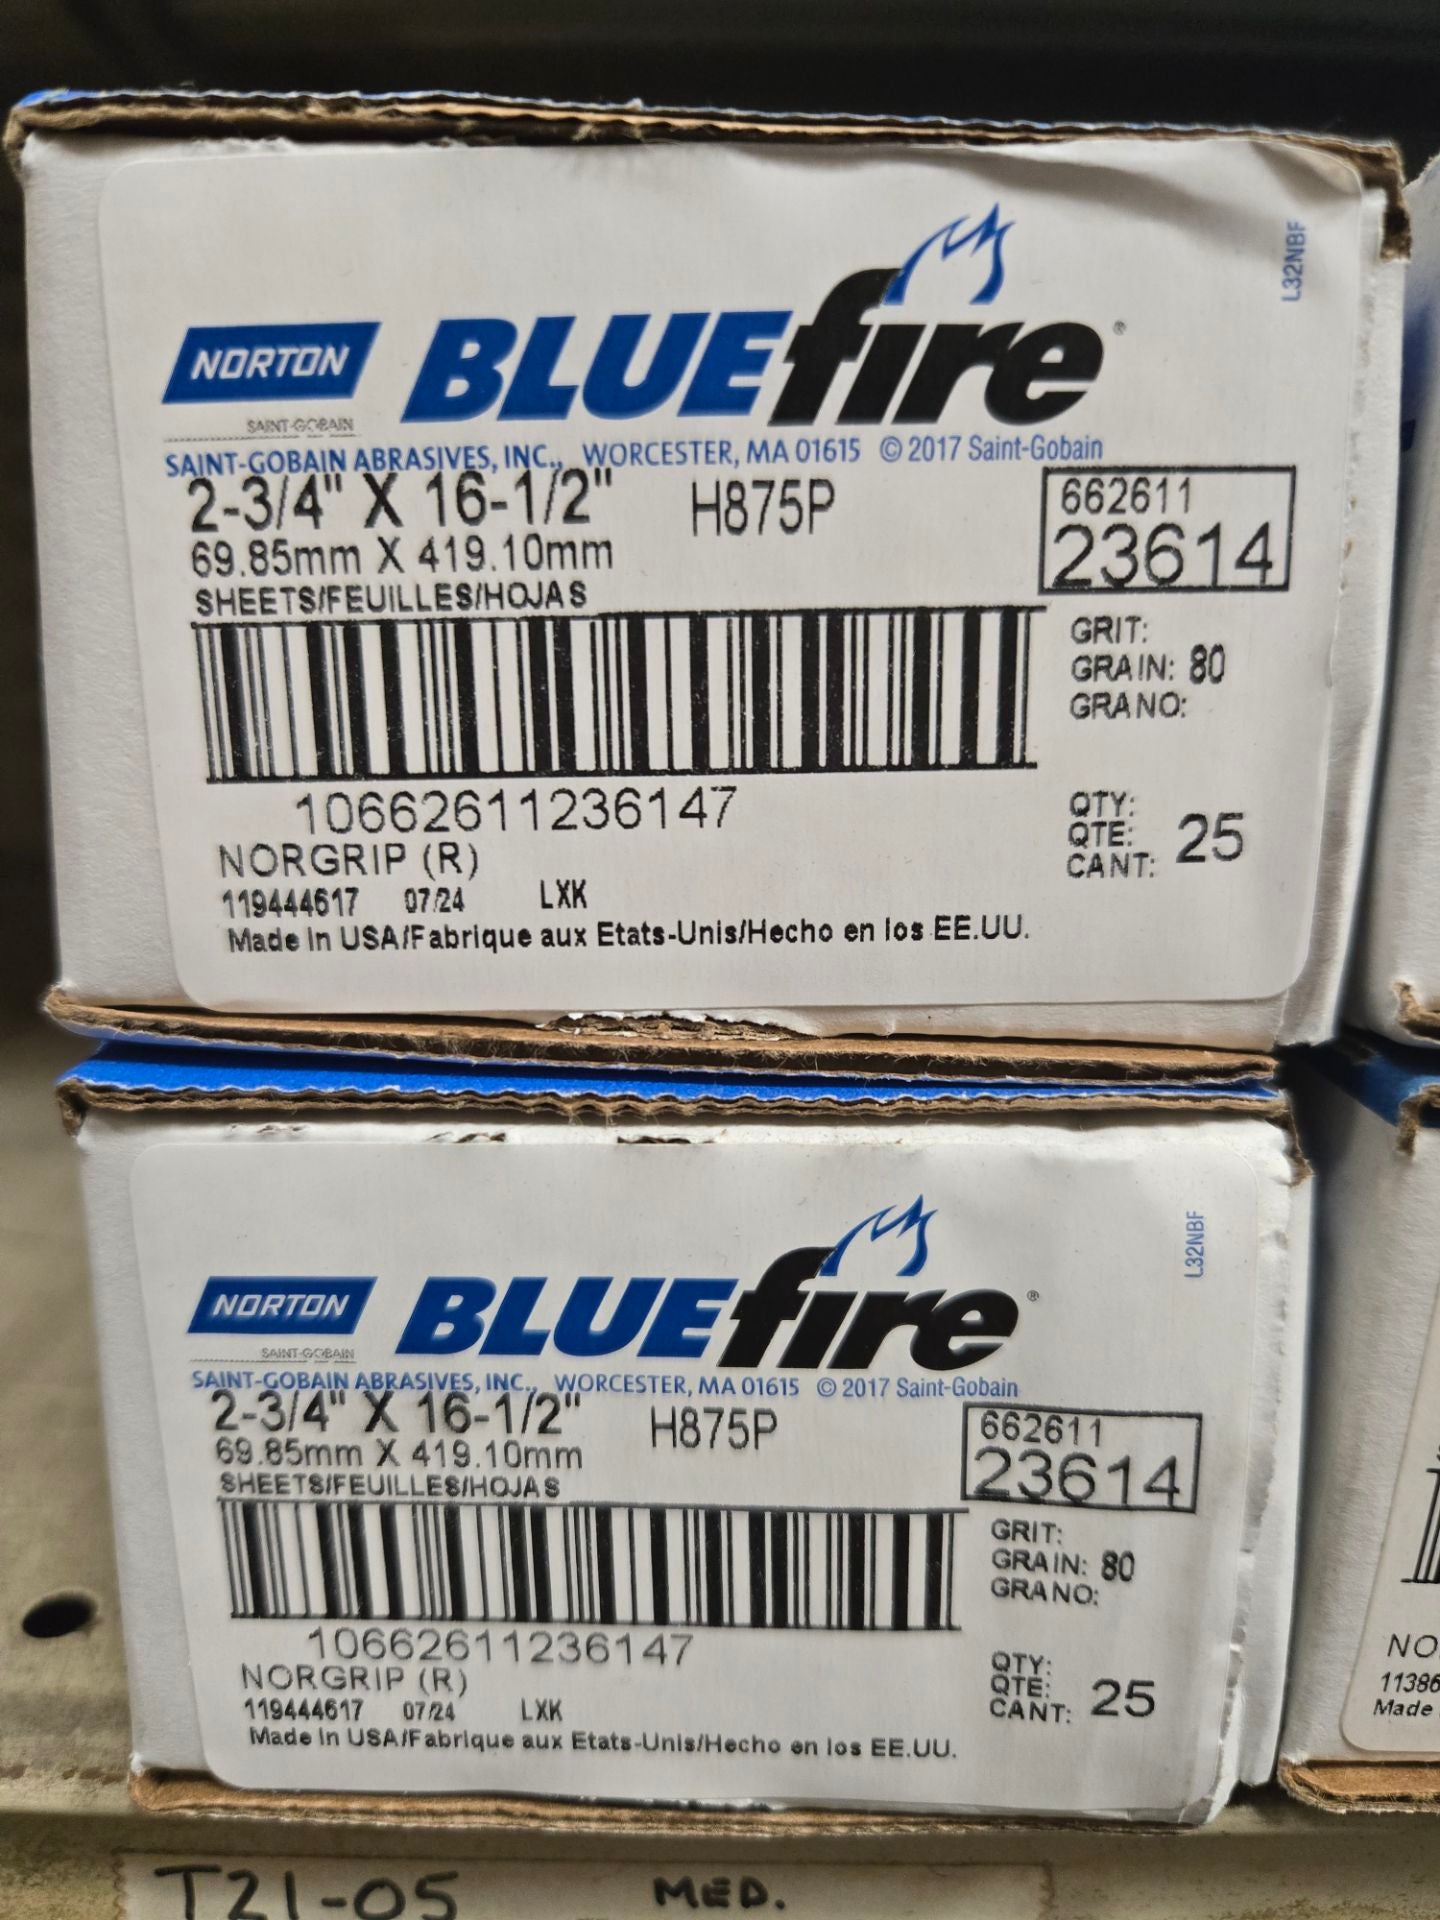 L32NBF
NORTON BLUEfire®
SAINT-GOBAIN
SAINT-GOBAIN ABRASIVES, INC., WORCESTER, MA 01615 © 2017 Saint-Gobain
2-3/4" X 16-1/2" H875P 662611
69.85mm X 419.10mm 23614
SHEETS/FEUILLES/HOJAS
GRIT:
GRAIN: 80
GRANO:
10662611236147
QTY:
QTE: 25
CANT:
NORGRIP (R)
119444617 07/24 LXK
Made in USA/Fabrique aux Etats-Unis/Hecho en los EE.UU.
L32NBF
NORTON BLUEfire®
SAINT-GOBAIN
SAINT-GOBAIN ABRASIVES, INC., WORCESTER, MA 01615 © 2017 Saint-Gobain
2-3/4" X 16-1/2" H875P 662611
69.85mm X 419.10mm 23614
SHEETS/FEUILLES/HOJAS
GRIT:
GRAIN: 80
GRANO:
10662611236147
QTY:
QTE: 25
CANT:
NORGRIP (R)
119444617 07/24 LXK
Made in USA/Fabrique aux Etats-Unis/Hecho en los EE.UU.
NO
11386
Made
T21-05 MED.